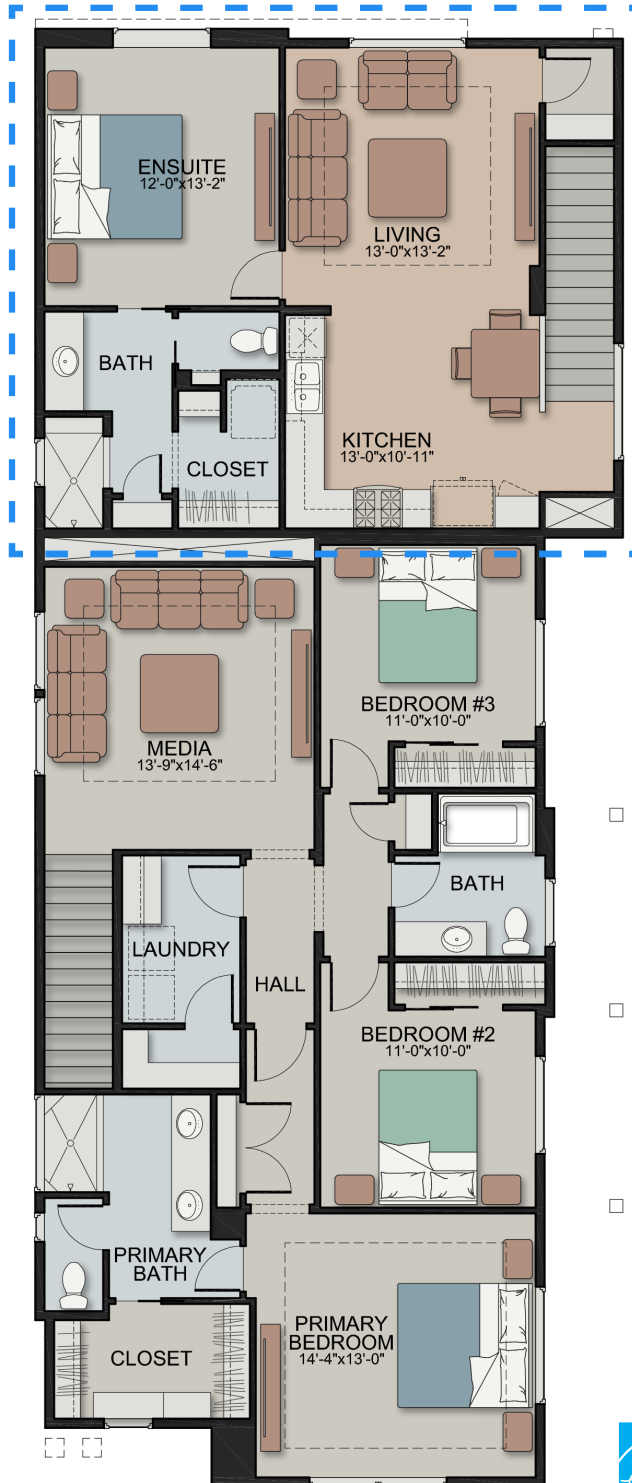 ENSUITE
12'-0"x13'-2"
LIVING
13'-0"x13'-2"
BATH
KITCHEN
13'-0"x10'-11"
CLOSET
BEDROOM #3
11'-0"x10'-0"
MEDIA
13'-9"x14'-6"
BATH
LAUNDRY
HALL
BEDROOM #2
11'-0"x10'-0"
PRIMARY
BATH
PRIMARY
BEDROOM
14'-4"x13'-0"
CLOSET